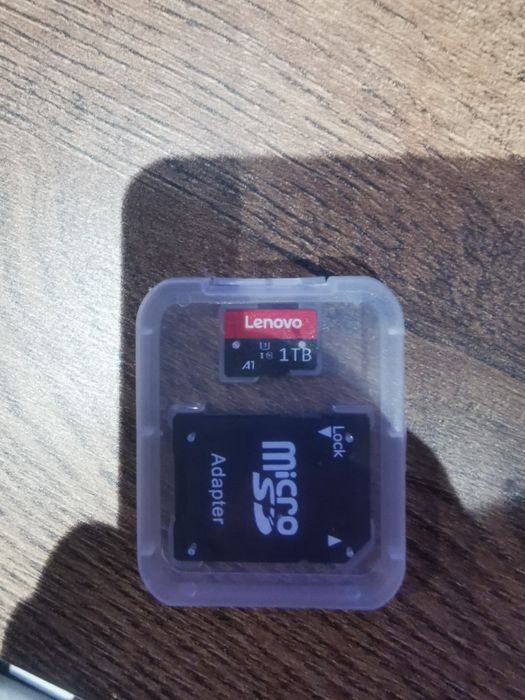 Lenovo
1TB
A1
Lock
micro
SD
Adapter